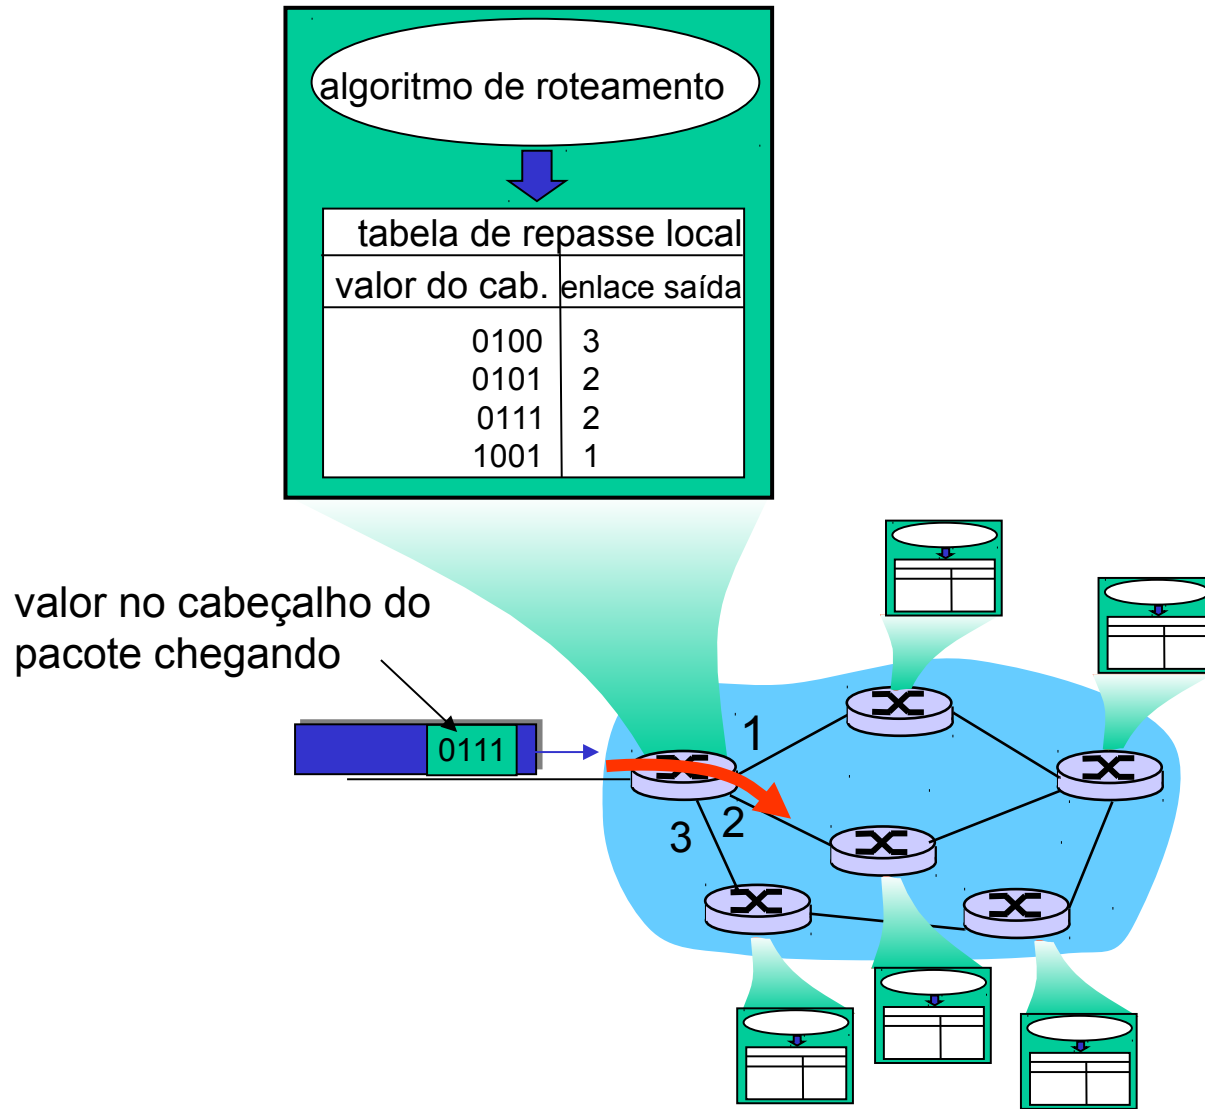 algoritmo de roteamento
tabela de repasse local
valor do cab. enlace saída
0100 3
0101 2
0111 2
1001 1
valor no cabeçalho do
pacote chegando
0111
1
2
3